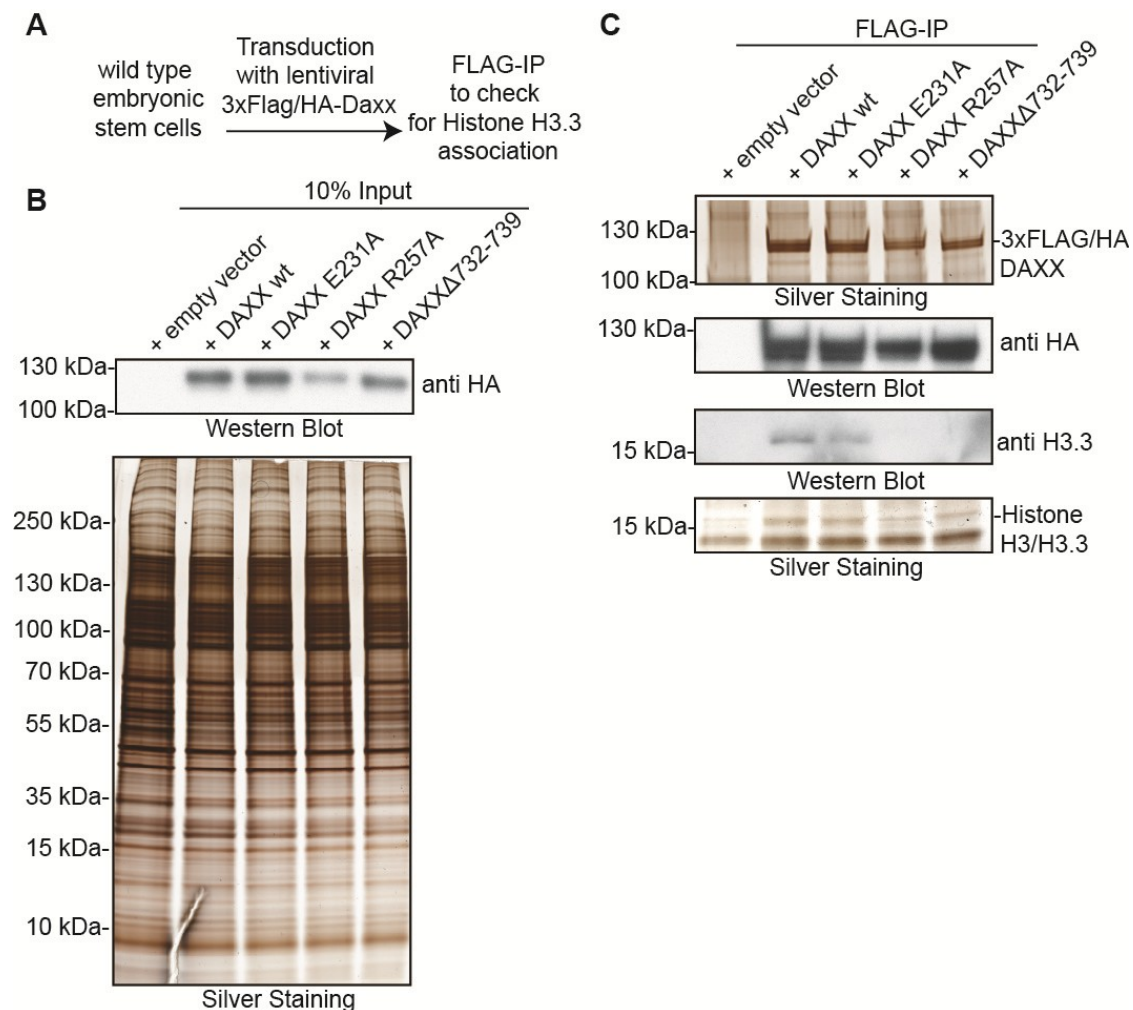 A
wild type
embryonic
stem cells
Transduction
with lentiviral
3xFlag/HA-Daxx
FLAG-IP
to check
for Histone H3.3
association
B
10% Input
+ empty vector
+ DAXX wt
+ DAXX E231A
+ DAXX R257A
+ DAXXΔ732-739
130 kDa-
100 kDa-
anti HA
Western Blot
250 kDa-
130 kDa-
100 kDa-
70 kDa-
55 kDa-
35 kDa-
15 kDa-
10 kDa-
Silver Staining
C
FLAG-IP
+ empty vector
+ DAXX wt
+ DAXX E231A
+ DAXX R257A
+ DAXXΔ732-739
130 kDa-
100 kDa-
-3xFLAG/HA
DAXX
Silver Staining
130 kDa-
anti HA
Western Blot
15 kDa-
anti H3.3
Western Blot
15 kDa-
-Histone
H3/H3.3
Silver Staining